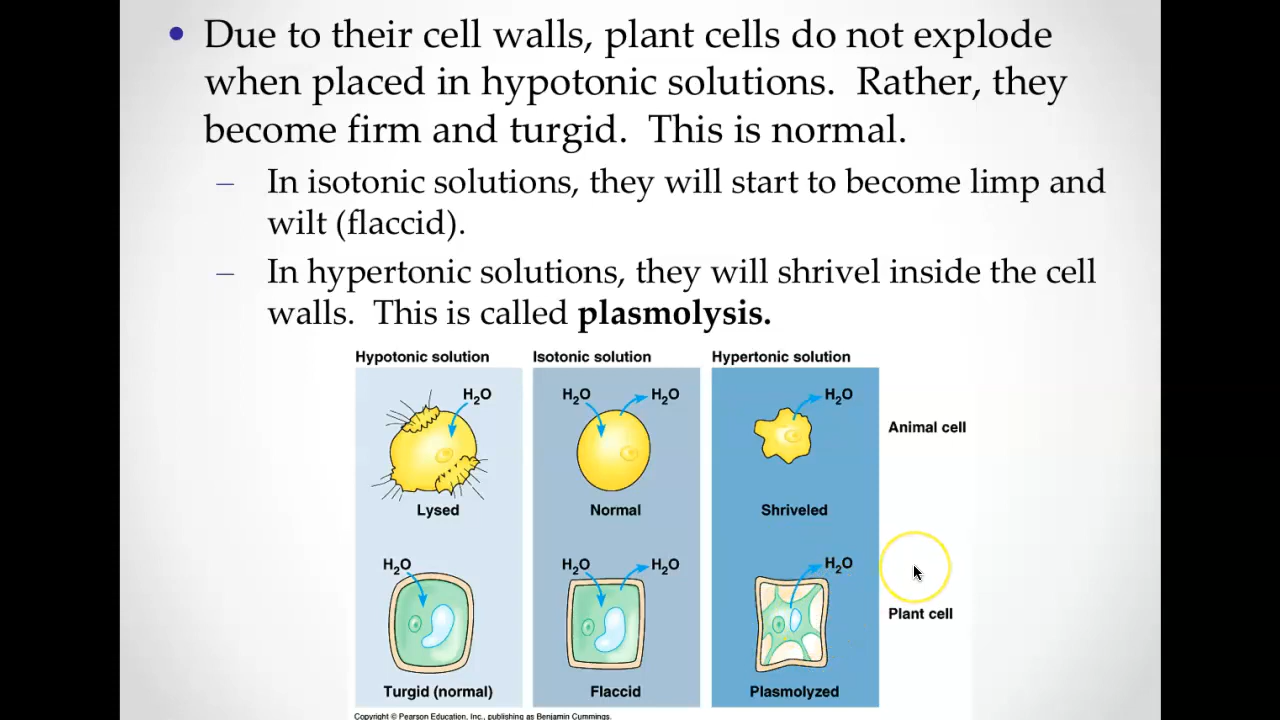 • Due to their cell walls, plant cells do not explode
when placed in hypotonic solutions. Rather, they
become firm and turgid. This is normal.
– In isotonic solutions, they will start to become limp and
wilt (flaccid).
– In hypertonic solutions, they will shrivel inside the cell
walls. This is called plasmolysis.
Hypotonic solution
Isotonic solution
Hypertonic solution
H₂O
H₂O
H₂O
H₂O
Animal cell
Lysed
Normal
Shriveled
H₂O
H₂O
H₂O
H₂O
Plant cell
Turgid (normal)
Flaccid
Plasmolyzed
Copyright © Pearson Education, Inc., publishing as Benjamin Cummings.